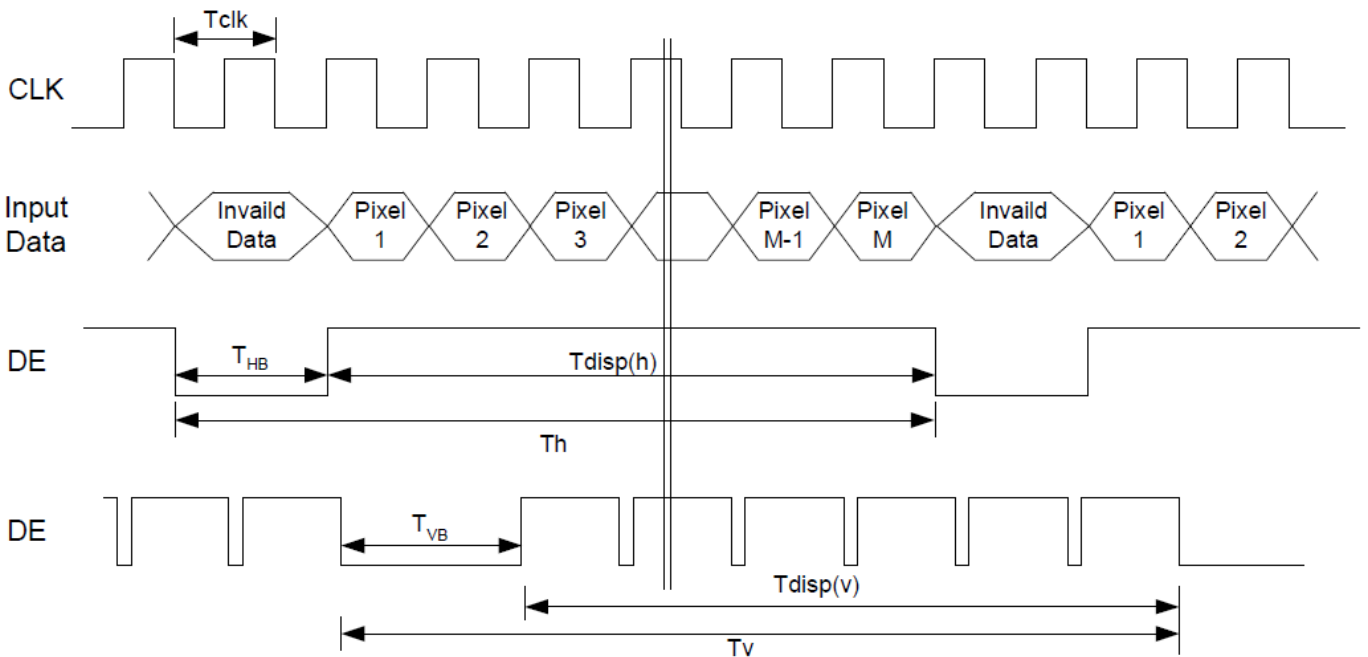 Tclk
CLK
Input
Data
Invaild
Data
Pixel
1
Pixel
2
Pixel
3
Pixel
M-1
Pixel
M
Invaild
Data
Pixel
1
Pixel
2
DE
THB
Tdisp(h)
Th
DE
TVB
Tdisp(v)
Tv